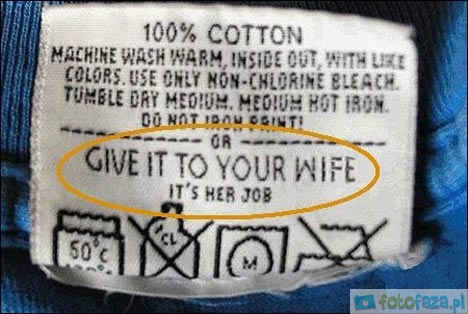 100% COTTON
MACHINE WASH WARM, INSIDE OUT, WITH LIKE
COLORS. USE ONLY NON-CHLORINE BLEACH.
TUMBLE DRY MEDIUM. MEDIUM HOT IRON.
DO NOT IRON PRINT!
OR
GIVE IT TO YOUR WIFE
IT'S HER JOB
50°C
CL
M
fotofaza.pl